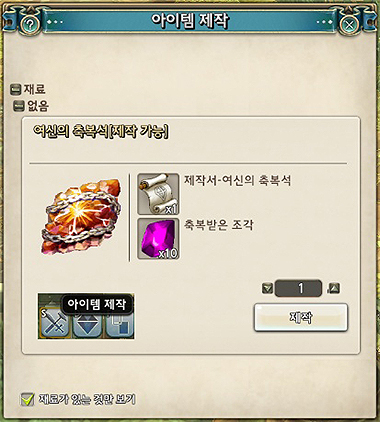 아이템 제작
재료
없음
여신의 축복석[제작 가능]
제작서-여신의 축복석
x1
축복받은 조각
x10
1
아이템 제작
S
제작
재료가 있는 것만 보기